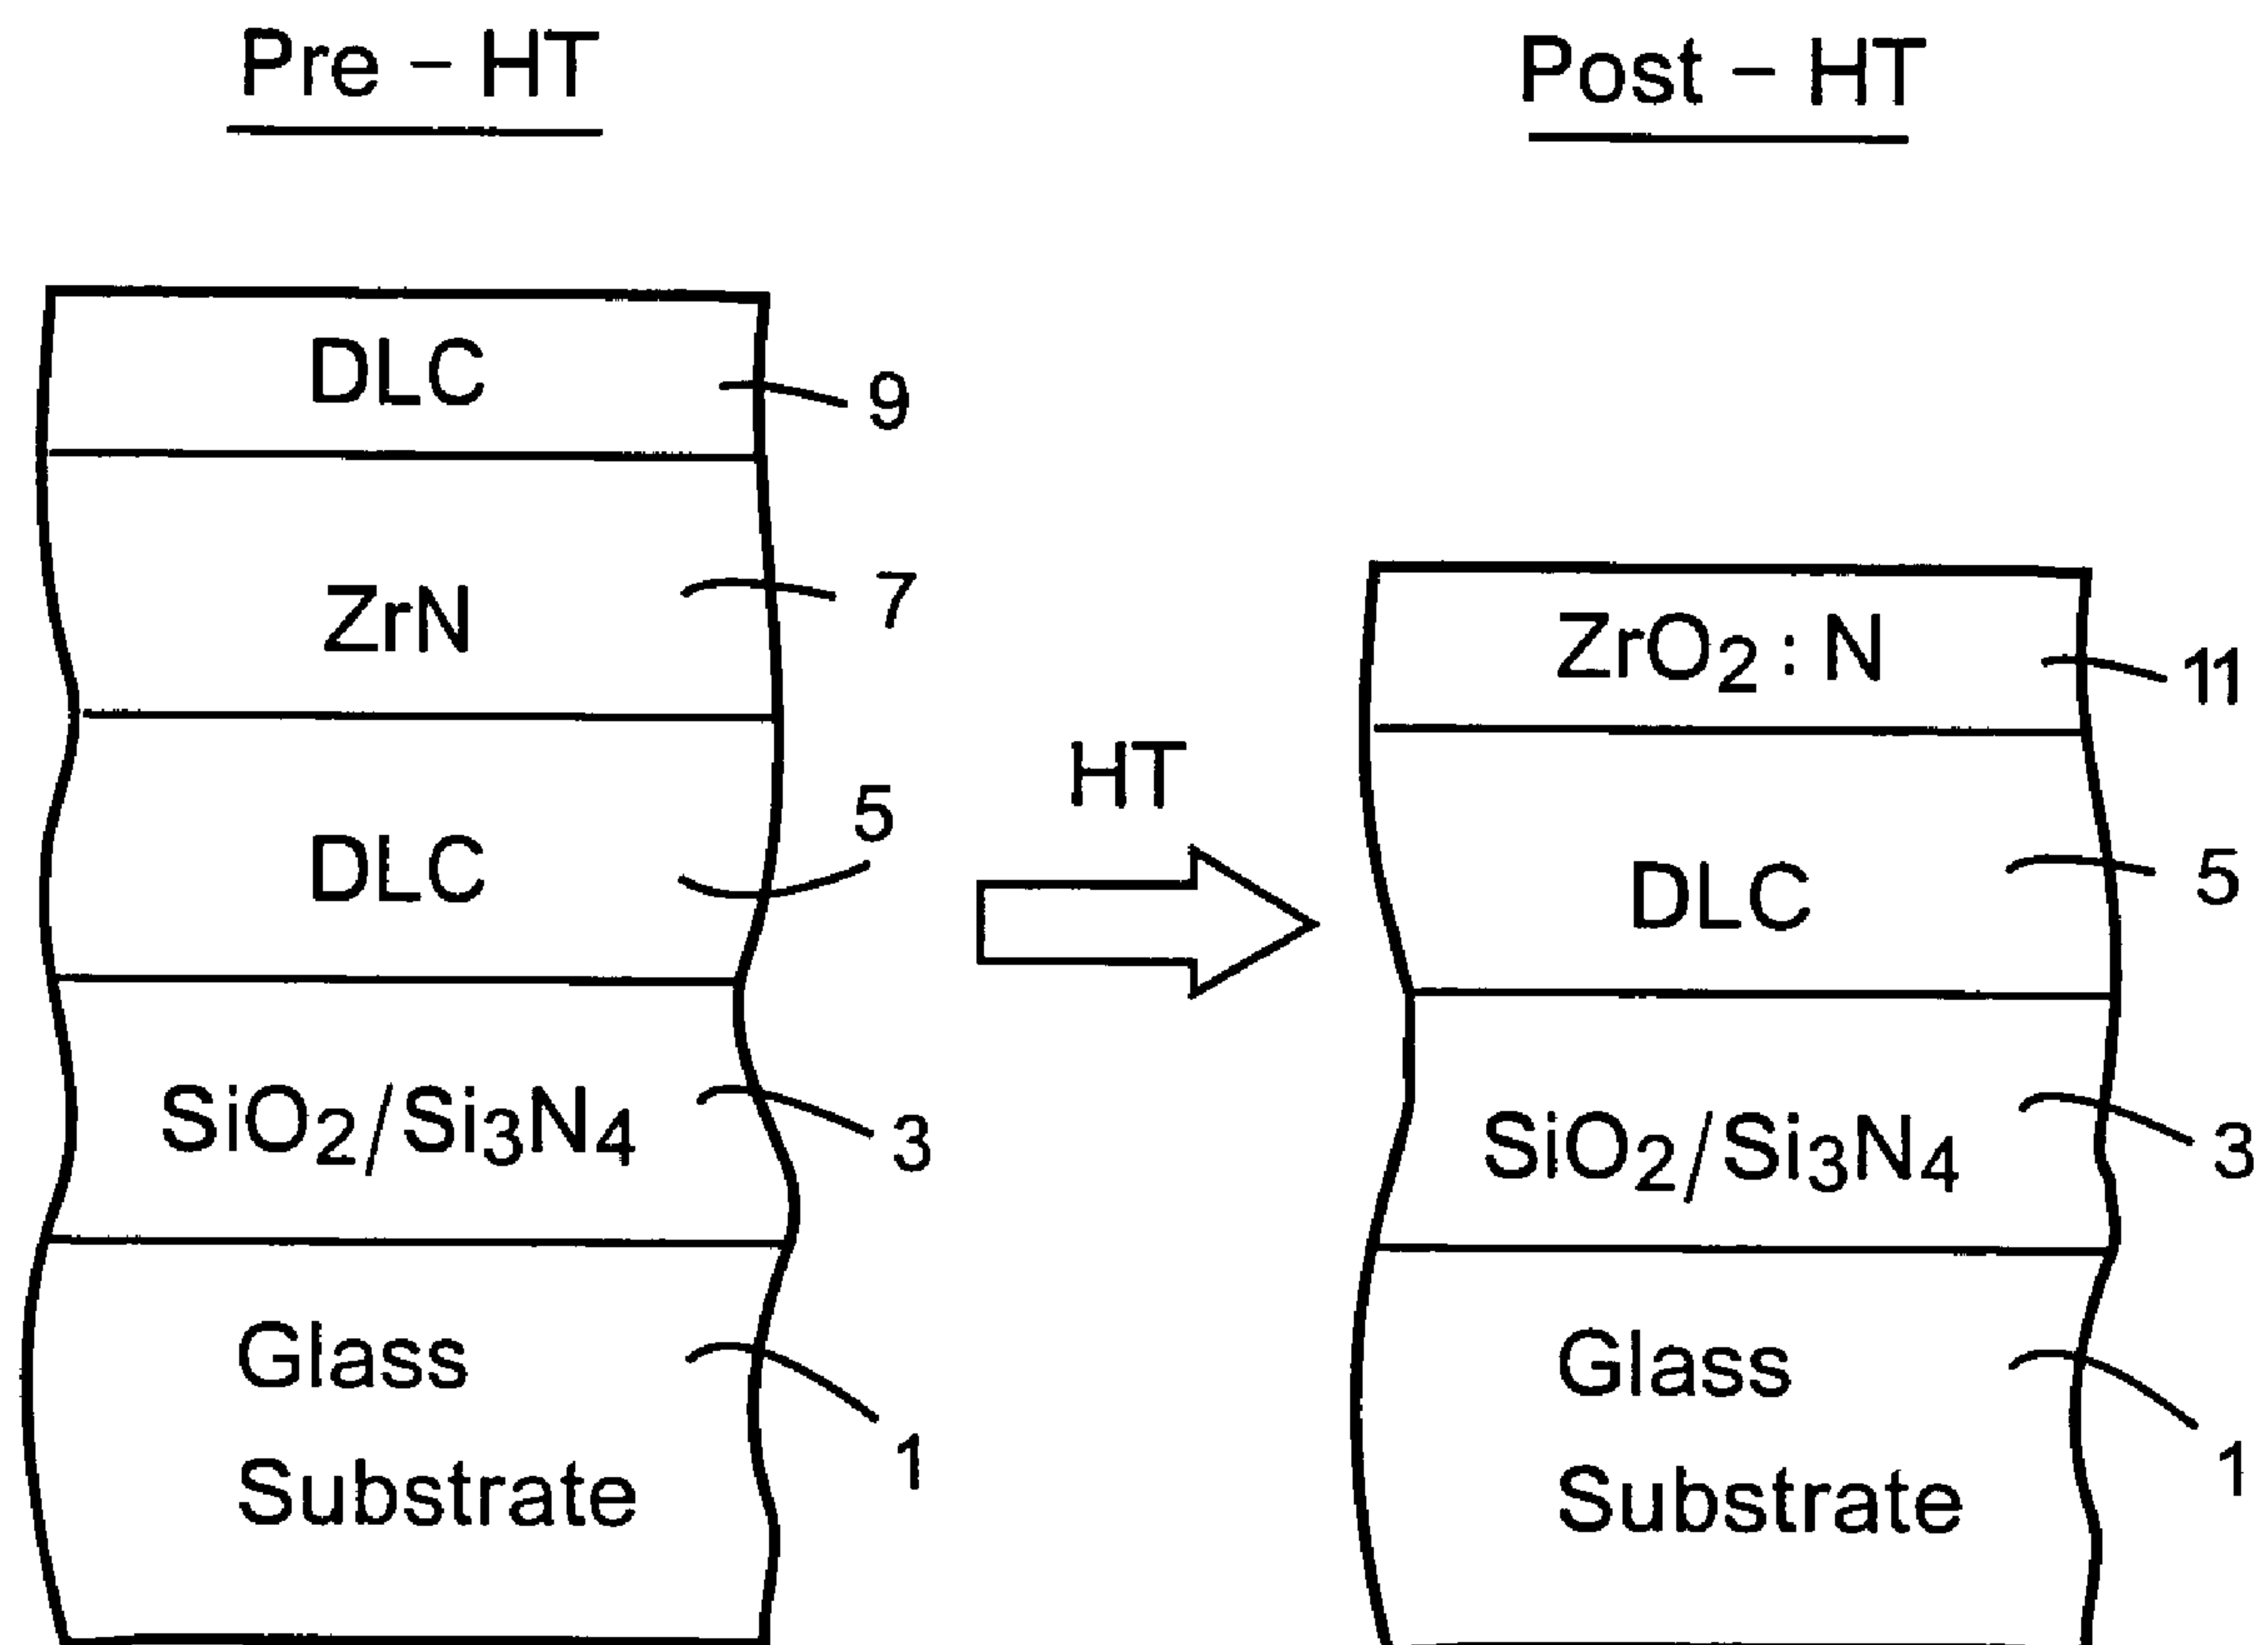 Pre – HT
DLC
9
ZrN
7
DLC
5
SiO₂/Si₃N₄
3
Glass
Substrate
1
HT
Post – HT
ZrO₂ : N
11
DLC
5
SiO₂/Si₃N₄
3
Glass
Substrate
1